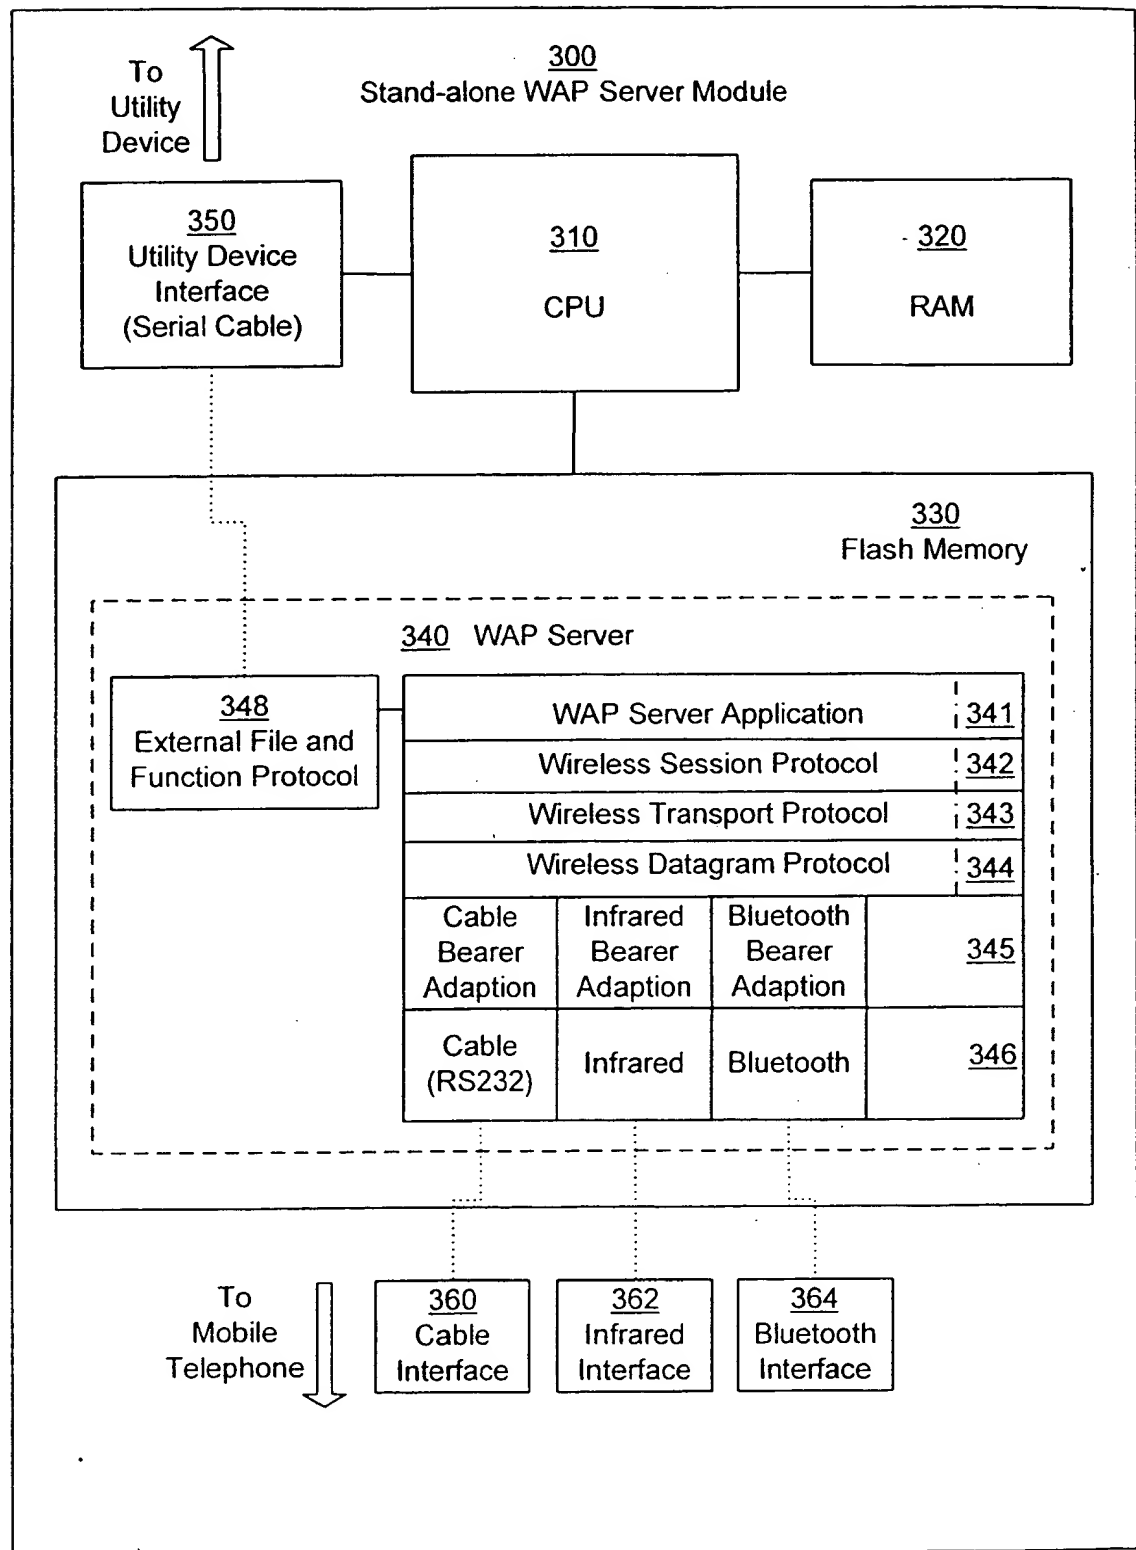 To
Utility
Device
300
Stand-alone WAP Server Module
350
Utility Device
Interface
(Serial Cable)
310
CPU
320
RAM
330
Flash Memory
340 WAP Server
348
External File and
Function Protocol
WAP Server Application 341
Wireless Session Protocol 342
Wireless Transport Protocol 343
Wireless Datagram Protocol 344
Cable
Bearer
Adaption
Infrared
Bearer
Adaption
Bluetooth
Bearer
Adaption
345
Cable
(RS232)
Infrared
Bluetooth
346
To
Mobile
Telephone
360
Cable
Interface
362
Infrared
Interface
364
Bluetooth
Interface